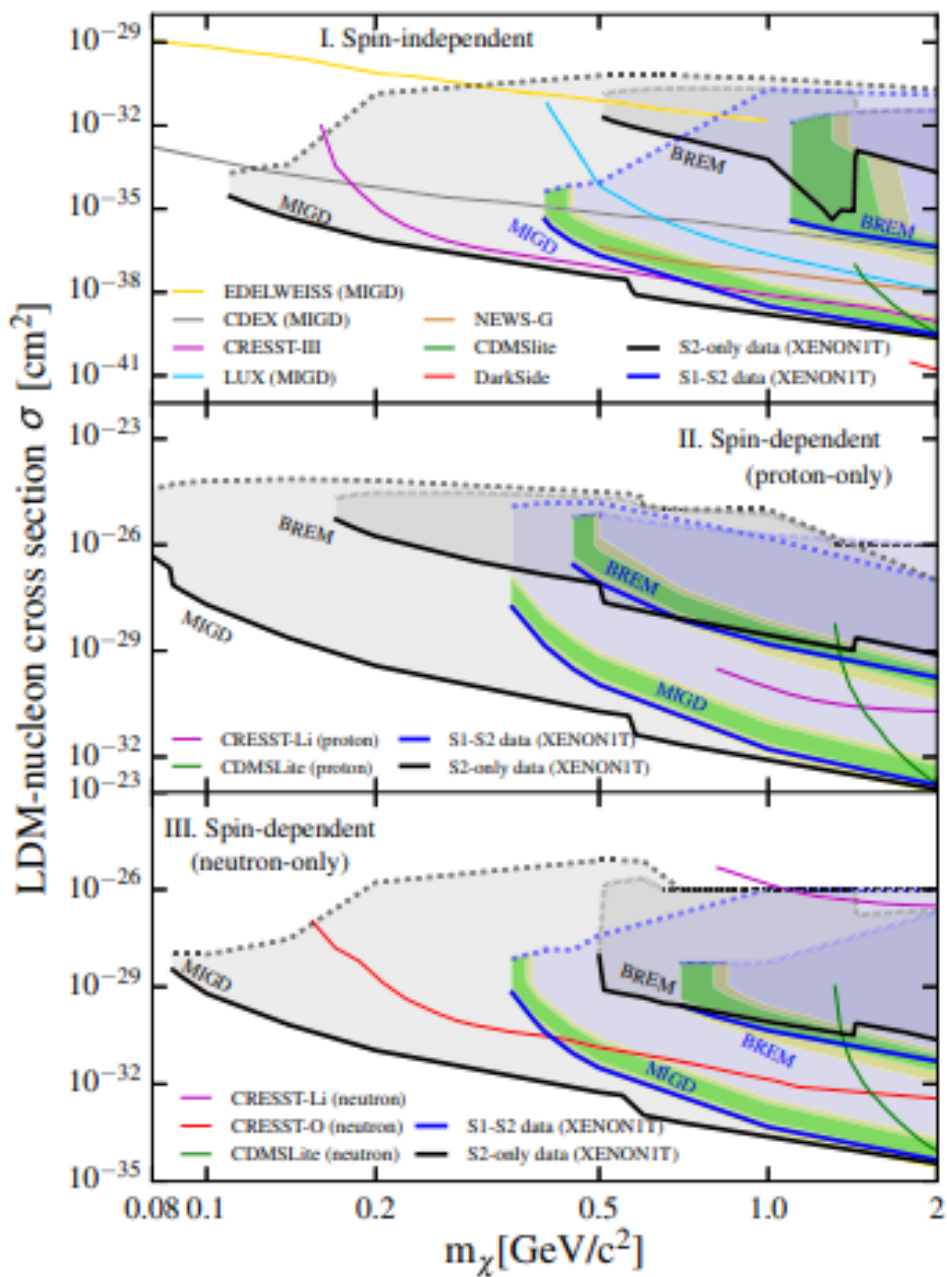 LDM-nucleon cross section σ [cm²]
10⁻²⁹
10⁻³²
10⁻³⁵
10⁻³⁸
10⁻⁴¹
I. Spin-independent
BREM
MIGD
MIGD
BREM
EDELWEISS (MIGD)
CDEX (MIGD)
CRESST-III
LUX (MIGD)
NEWS-G
CDMSlite
DarkSide
S2-only data (XENON1T)
S1-S2 data (XENON1T)
10⁻²³
10⁻²⁶
10⁻²⁹
10⁻³²
II. Spin-dependent
(proton-only)
BREM
BREM
MIGD
MIGD
CRESST-Li (proton)
CDMSLite (proton)
S1-S2 data (XENON1T)
S2-only data (XENON1T)
10⁻²³
10⁻²⁶
10⁻²⁹
10⁻³²
10⁻³⁵
III. Spin-dependent
(neutron-only)
MIGD
BREM
BREM
MIGD
CRESST-Li (neutron)
CRESST-O (neutron)
CDMSLite (neutron)
S1-S2 data (XENON1T)
S2-only data (XENON1T)
0.08 0.1 0.2 0.5 1.0 2
mχ[GeV/c²]